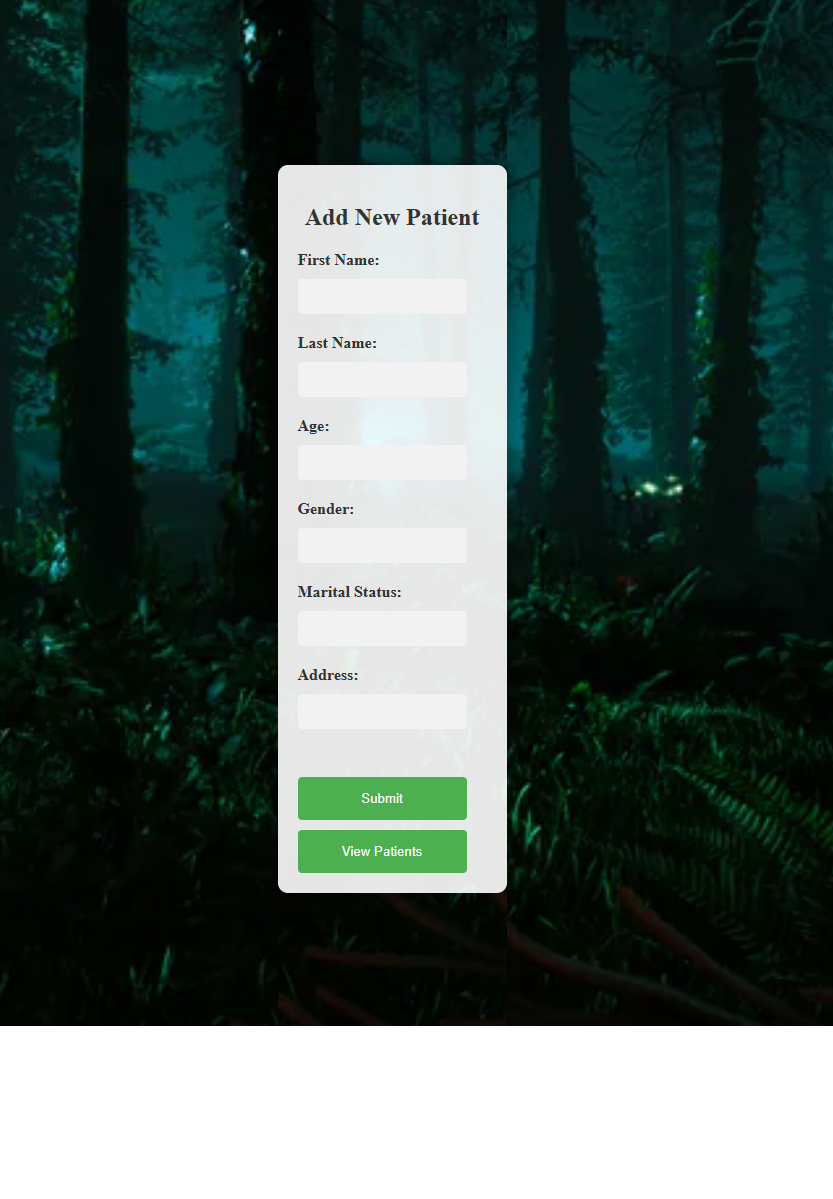 Add New Patient
First Name:
Last Name:
Age:
Gender:
Marital Status:
Address:
Submit
View Patients